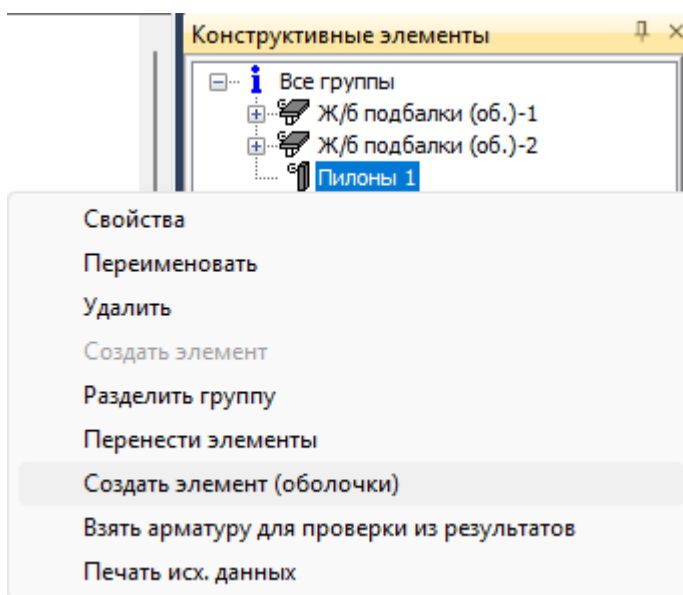 Конструктивные элементы
Все группы
Ж/б подбалки (об.)-1
Ж/б подбалки (об.)-2
Пилоны 1
Свойства
Переименовать
Удалить
Создать элемент
Разделить группу
Перенести элементы
Создать элемент (оболочки)
Взять арматуру для проверки из результатов
Печать исх. данных